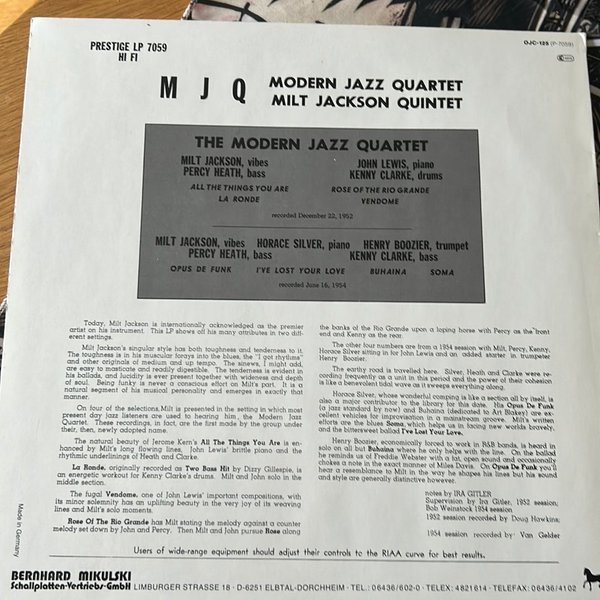 PRESTIGE LP 7059
HI FI
OJC-125 (P-7059)
M J Q
MODERN JAZZ QUARTET
MILT JACKSON QUINTET
THE MODERN JAZZ QUARTET
MILT JACKSON, vibes
PERCY HEATH, bass
JOHN LEWIS, piano
KENNY CLARKE, drums
ALL THE THINGS YOU ARE
LA RONDE
ROSE OF THE RIO GRANDE
VENDOME
recorded December 22, 1952
MILT JACKSON, vibes HORACE SILVER, piano HENRY BOOZIER, trumpet
PERCY HEATH, bass KENNY CLARKE, bass
OPUS DE FUNK I'VE LOST YOUR LOVE BUHAINA SOMA
recorded June 16, 1954
Today, Milt Jackson is internationally acknowledged as the premier
artist on his instrument. This LP shows off his many attributes in two dif-
ferent settings.
Milt Jackson's singular style has both toughness and tenderness to it.
The toughness is in his muscular forays into the blues, the "I got rhythms"
and other originals of medium and up tempo. The sinews, I might add,
are easy to masticate and readily digestible. The tenderness is evident in
his ballads, and lucidity is ever present together with wideness and depth
of soul. Being funky is never a conscious effort on Milt's part. It is a
natural segment of his musical personality and emerges in exactly that
manner.
On four of the selections, Milt is presented in the setting in which most
present day jazz listeners are used to hearing him, the Modern Jazz
Quartet. These recordings, in fact, are the first made by the group under
their, then, newly adopted name.
The natural beauty of Jerome Kern's All The Things You Are is en-
hanced by Milt's long flowing lines, John Lewis' brittle piano and the
rhythmic underlinings of Heath and Clarke.
La Ronde, originally recorded as Two Bass Hit by Dizzy Gillespie, is
an energetic workout for Kenny Clarke's drums. Milt and John solo in the
middle section.
The fugal Vendome, one of John Lewis' important compositions, with
its minor solemnity has an uplifting beauty in the very joy of its weaving
lines and Milt's solo moments.
Rose Of The Rio Grande has Milt stating the melody against a counter
melody set down by John and Percy. Then Milt and John pursue Rose along
the banks of the Rio Grande upon a loping horse with Percy as the front
end and Kenny as the rear.
The other four numbers are from a 1954 session with Milt, Percy, Kenny,
Horace Silver sitting in for John Lewis and an added starter in trumpeter
Henry Boozier.
The earthy road is travelled here. Silver, Heath and Clarke were re-
cording frequently as a unit in this period and the power of their cohesion
is like a benevolent tidal wave as it sweeps everything along.
Horace Silver, whose wonderful comping is like a section all by itself, is
also a major contributor to the library for this date. His Opus De Funk
(a jazz standard by now) and Buhaina (dedicated to Art Blakey) are ex-
cellent vehicles for improvisation in a mainstream groove. Milt's written
efforts are the blues Soma, which helps us in facing new worlds bravely,
and the bittersweet ballad I've Lost Your Love.
Henry Boozier, economically forced to work in R&B bands, is heard in
solo on all but Buhaina where he only helps with the line. On the ballad
he reminds us of Freddie Webster with a fat, open sound and occasionally
chokes a note in the exact manner of Miles Davis. On Opus De Funk you'll
hear a resemblance to Milt in the way he shapes his lines but his sound
and style are generally distinctive however.
notes by IRA GITLER
Supervision by Ira Gitler, 1952 session;
Bob Weinstock 1954 session
1952 session recorded by Doug Hawkins;
1954 session recorded by Van Gelder
Made in Germany
Users of wide-range equipment should adjust their controls to the RIAA curve for best results.
BERNHARD MIKULSKI
Schallplatten-Vertriebs-GmbH LIMBURGER STRASSE 18 · D-6251 ELBTAL-DORCHHEIM · TEL.: 06436/602-0 · TELEX: 4821614 · TELEFAX: 06436/4102